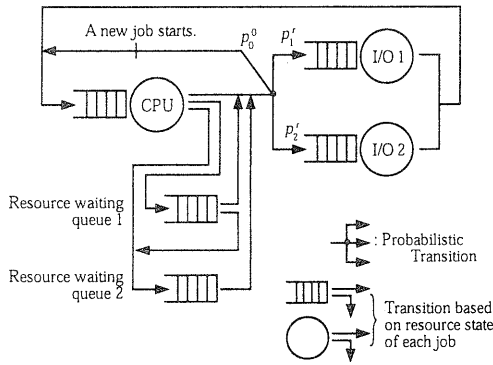 A new job starts.
p₀⁰
p₁ʳ
I/O 1
CPU
p₂ʳ
I/O 2
Resource waiting
queue 1
Resource waiting
queue 2
: Probabilistic
Transition
Transition based
on resource state
of each job